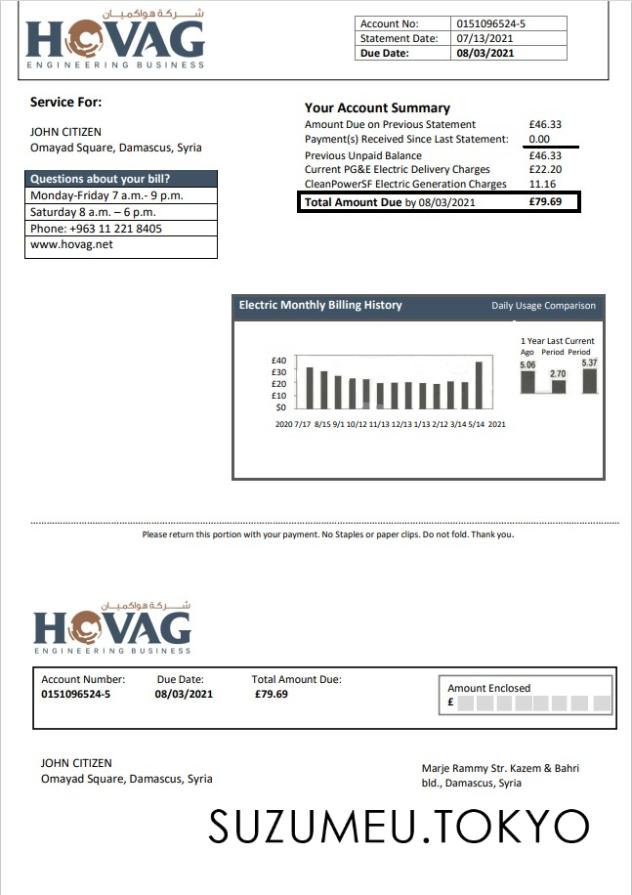 شركة هواكميان
HOVAG
ENGINEERING BUSINESS
Account No: 0151096524-5
Statement Date: 07/13/2021
Due Date: 08/03/2021
Service For:
JOHN CITIZEN
Omayad Square, Damascus, Syria
Questions about your bill?
Monday-Friday 7 a.m.- 9 p.m.
Saturday 8 a.m. – 6 p.m.
Phone: +963 11 221 8405
www.hovag.net
Your Account Summary
Amount Due on Previous Statement £46.33
Payment(s) Received Since Last Statement: 0.00
Previous Unpaid Balance £46.33
Current PG&E Electric Delivery Charges £22.20
CleanPowerSF Electric Generation Charges 11.16
Total Amount Due by 08/03/2021 £79.69
Electric Monthly Billing History Daily Usage Comparison
1 Year Last Current
Ago Period Period
5.06 2.70 5.37
£40
£30
£20
£10
$0
2020 7/17 8/15 9/1 10/12 11/13 12/13 1/13 2/12 3/14 5/14 2021
Please return this portion with your payment. No Staples or paper clips. Do not fold. Thank you.
شركة هواكميان
HOVAG
ENGINEERING BUSINESS
Account Number: Due Date: Total Amount Due:
0151096524-5 08/03/2021 £79.69
Amount Enclosed
£
JOHN CITIZEN
Omayad Square, Damascus, Syria
Marje Rammy Str. Kazem & Bahri
bld., Damascus, Syria
SUZUMEU.TOKYO